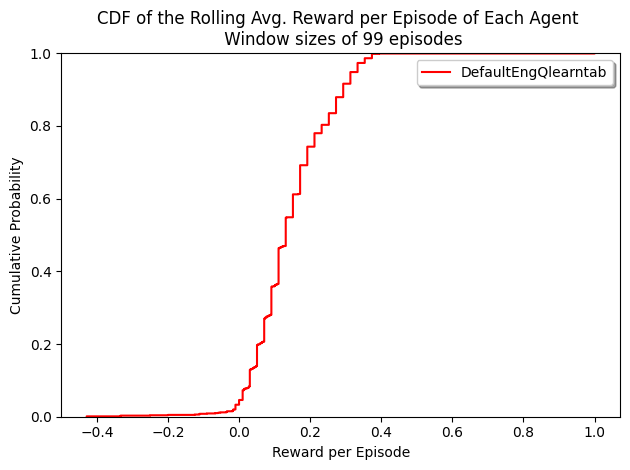 CDF of the Rolling Avg. Reward per Episode of Each Agent
Window sizes of 99 episodes
DefaultEngQlearntab
Cumulative Probability
1.0
0.8
0.6
0.4
0.2
0.0
−0.4 −0.2 0.0 0.2 0.4 0.6 0.8 1.0
Reward per Episode